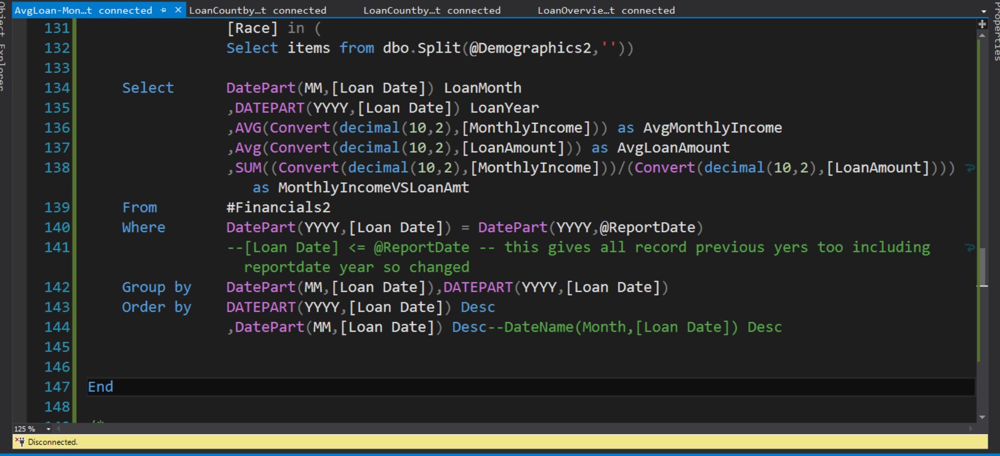 AvgLoan-Mon...t connected
LoanCountby...t connected
LoanCountby...t connected
LoanOvervie...t connected
Object Explorer
Properties
131 [Race] in (
132 Select items from dbo.Split(@Demographics2,''))
133
134 Select DatePart(MM,[Loan Date]) LoanMonth
135 ,DATEPART(YYYY,[Loan Date]) LoanYear
136 ,AVG(Convert(decimal(10,2),[MonthlyIncome])) as AvgMonthlyIncome
137 ,Avg(Convert(decimal(10,2),[LoanAmount])) as AvgLoanAmount
138 ,SUM((Convert(decimal(10,2),[MonthlyIncome]))/(Convert(decimal(10,2),[LoanAmount])))
as MonthlyIncomeVSLoanAmt
139 From #Financials2
140 Where DatePart(YYYY,[Loan Date]) = DatePart(YYYY,@ReportDate)
141 --[Loan Date] <= @ReportDate -- this gives all record previous yers too including
reportdate year so changed
142 Group by DatePart(MM,[Loan Date]),DATEPART(YYYY,[Loan Date])
143 Order by DATEPART(YYYY,[Loan Date]) Desc
144 ,DatePart(MM,[Loan Date]) Desc--DateName(Month,[Loan Date]) Desc
145
146
147 End
148
125 %
Disconnected.